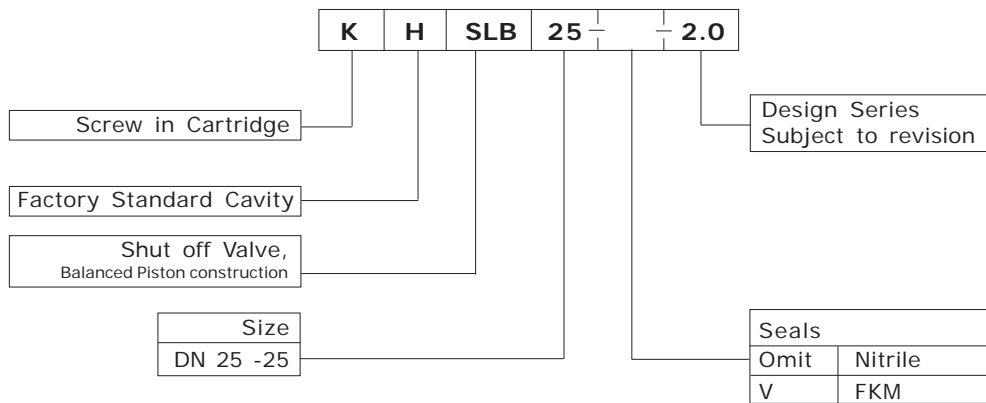 K H SLB 25 - - 2.0
Screw in Cartridge
Design Series
Subject to revision
Factory Standard Cavity
Shut off Valve,
Balanced Piston construction
Size
DN 25 -25
Seals
Omit Nitrile
V FKM